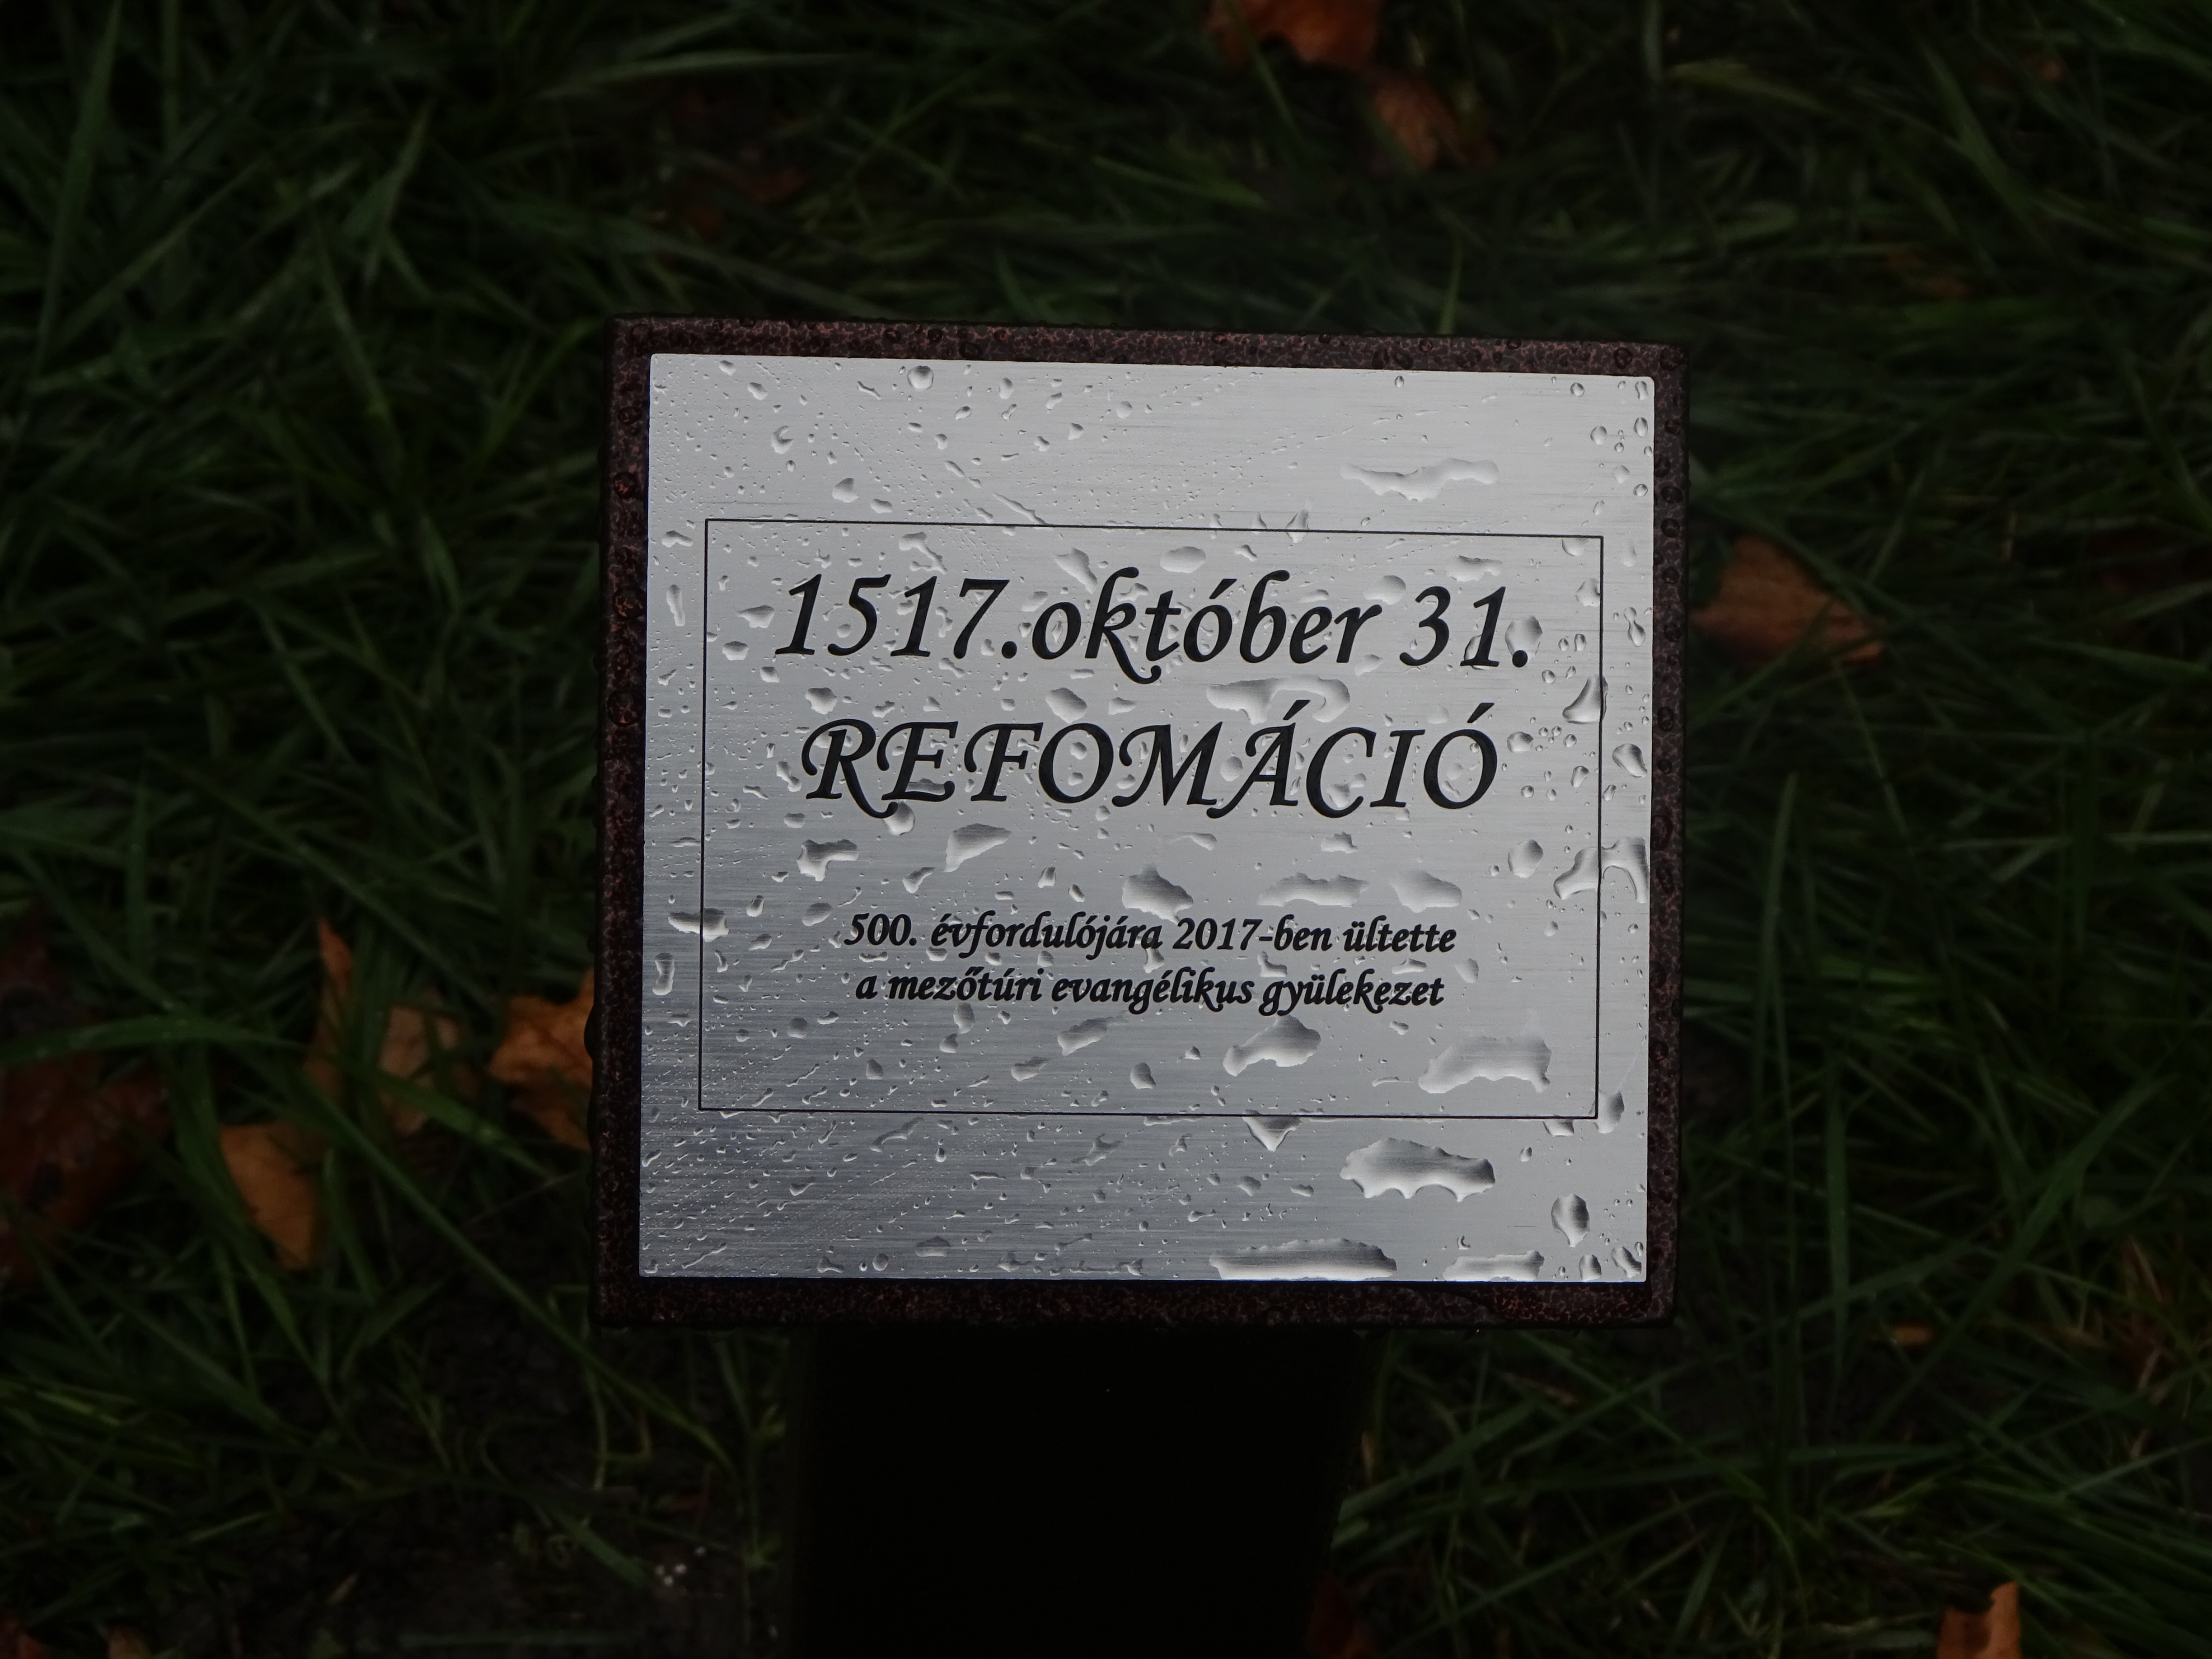 1517.október 31.
REFOMÁCIÓ
500. évfordulójára 2017-ben ültette
a mezőtúri evangélikus gyülekezet